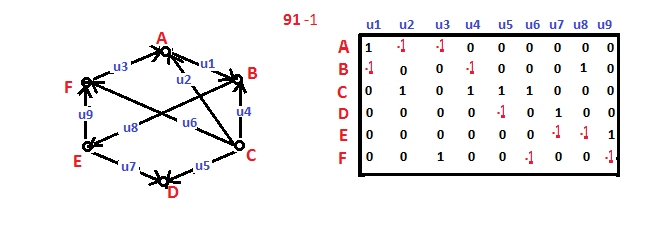 91 -1
u1 u2 u3 u4 u5 u6 u7 u8 u9
A 1 -1 -1 0 0 0 0 0 0
B -1 0 0 -1 0 0 0 1 0
C 0 1 0 1 1 1 0 0 0
D 0 0 0 0 -1 0 1 0 0
E 0 0 0 0 0 0 -1 -1 1
F 0 0 1 0 0 -1 0 0 -1
A
u3
u1
u2
B
F
u9
u8
u6
u4
E
u7
u5
C
D